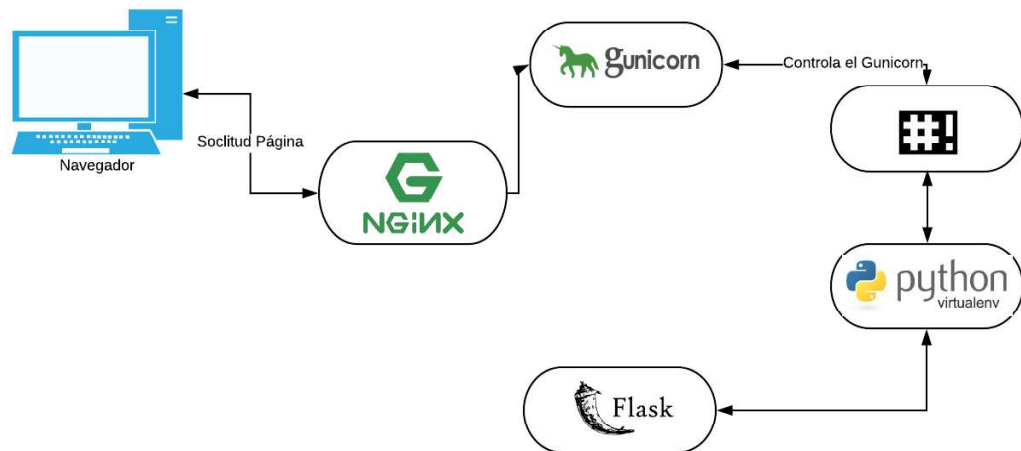 Navegador
Soclitud Página
NGiNX
gunicorn
Controla el Gunicorn
#!
python
virtualenv
Flask